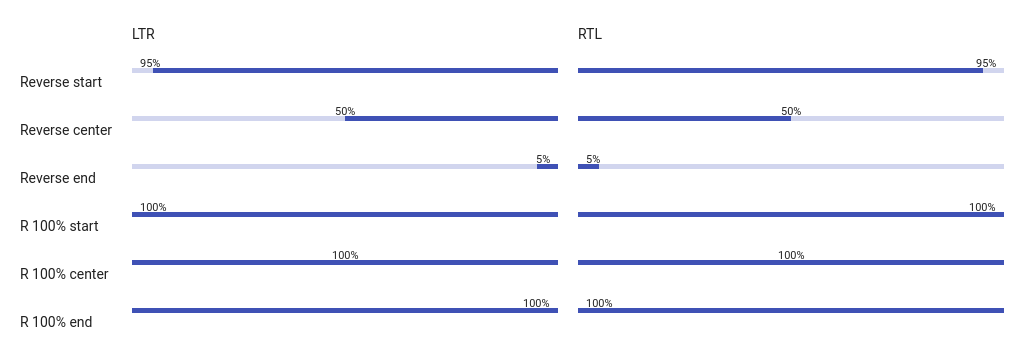 LTR RTL
95% 95%
Reverse start
50% 50%
Reverse center
5% 5%
Reverse end
100% 100%
R 100% start
100% 100%
R 100% center
100% 100%
R 100% end